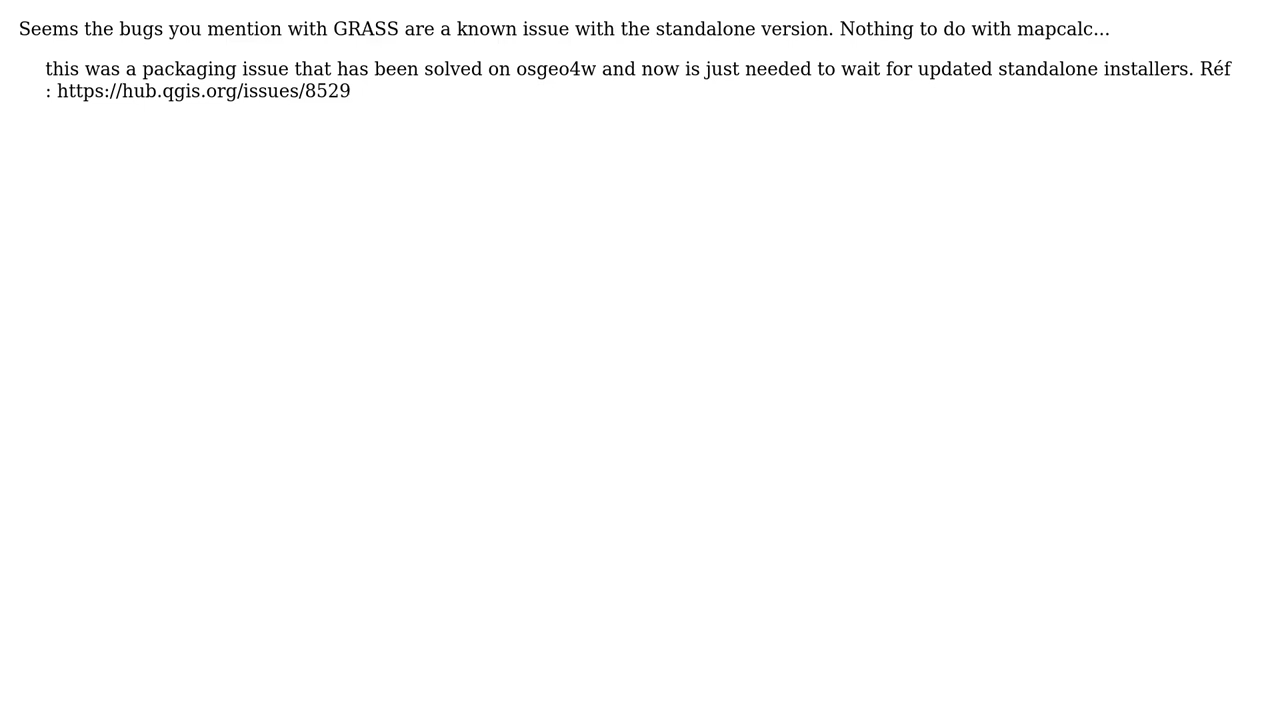 Seems the bugs you mention with GRASS are a known issue with the standalone version. Nothing to do with mapcalc...
this was a packaging issue that has been solved on osgeo4w and now is just needed to wait for updated standalone installers. Réf
: https://hub.qgis.org/issues/8529